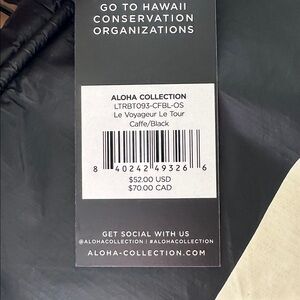 GO TO HAWAII
CONSERVATION
ORGANIZATIONS
ALOHA COLLECTION
LTRBT093-CFBL-OS
Le Voyageur Le Tour
Caffe/Black
8 40242 49326 6
$52.00 USD
$70.00 CAD
GET SOCIAL WITH US
@ALOHACOLLECTION | #ALOHACOLLECTION
ALOHA-COLLECTION.COM